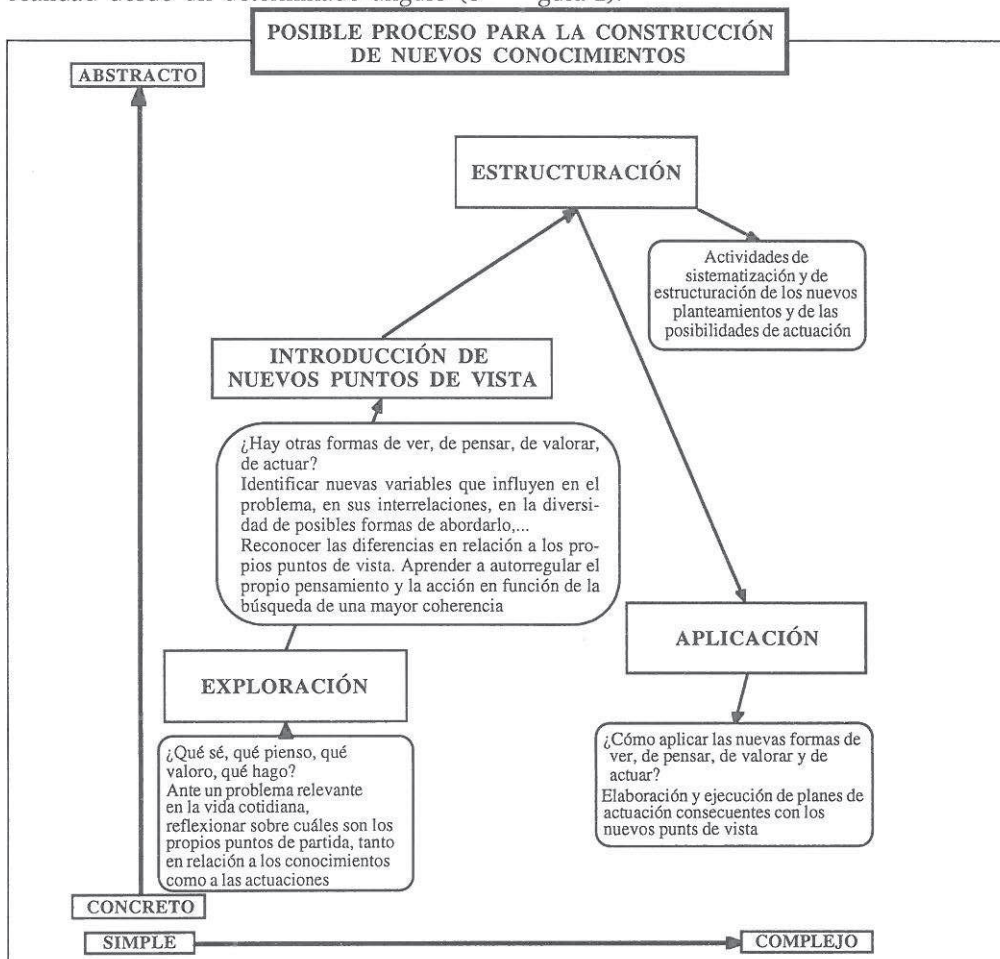 POSIBLE PROCESO PARA LA CONSTRUCCIÓN
DE NUEVOS CONOCIMIENTOS
ABSTRACTO
ESTRUCTURACIÓN
Actividades de
sistematización y de
estructuración de los nuevos
planteamientos y de las
posibilidades de actuación
INTRODUCCIÓN DE
NUEVOS PUNTOS DE VISTA
¿Hay otras formas de ver, de pensar, de valorar,
de actuar?
Identificar nuevas variables que influyen en el
problema, en sus interrelaciones, en la diversi-
dad de posibles formas de abordarlo,...
Reconocer las diferencias en relación a los pro-
pios puntos de vista. Aprender a autorregular el
propio pensamiento y la acción en función de la
búsqueda de una mayor coherencia
APLICACIÓN
EXPLORACIÓN
¿Qué sé, qué pienso, qué
valoro, qué hago?
Ante un problema relevante
en la vida cotidiana,
reflexionar sobre cuáles son los
propios puntos de partida, tanto
en relación a los conocimientos
como a las actuaciones
¿Cómo aplicar las nuevas formas de
ver, de pensar, de valorar y de
actuar?
Elaboración y ejecución de planes de
actuación consecuentes con los
nuevos punts de vista
CONCRETO
SIMPLE
COMPLEJO